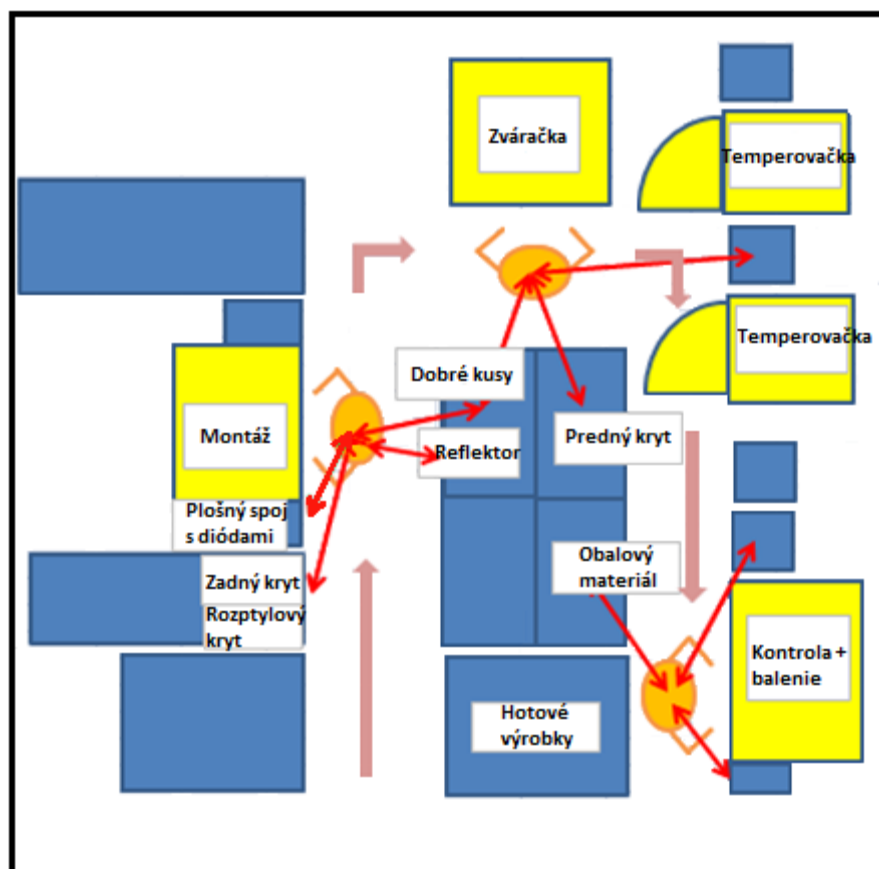 Zváračka
Temperovačka
Temperovačka
Dobré kusy
Montáž
Reflektor
Predný kryt
Plošný spoj
s diódami
Obalový
materiál
Zadný kryt
Rozptylový
kryt
Kontrola +
balenie
Hotové
výrobky